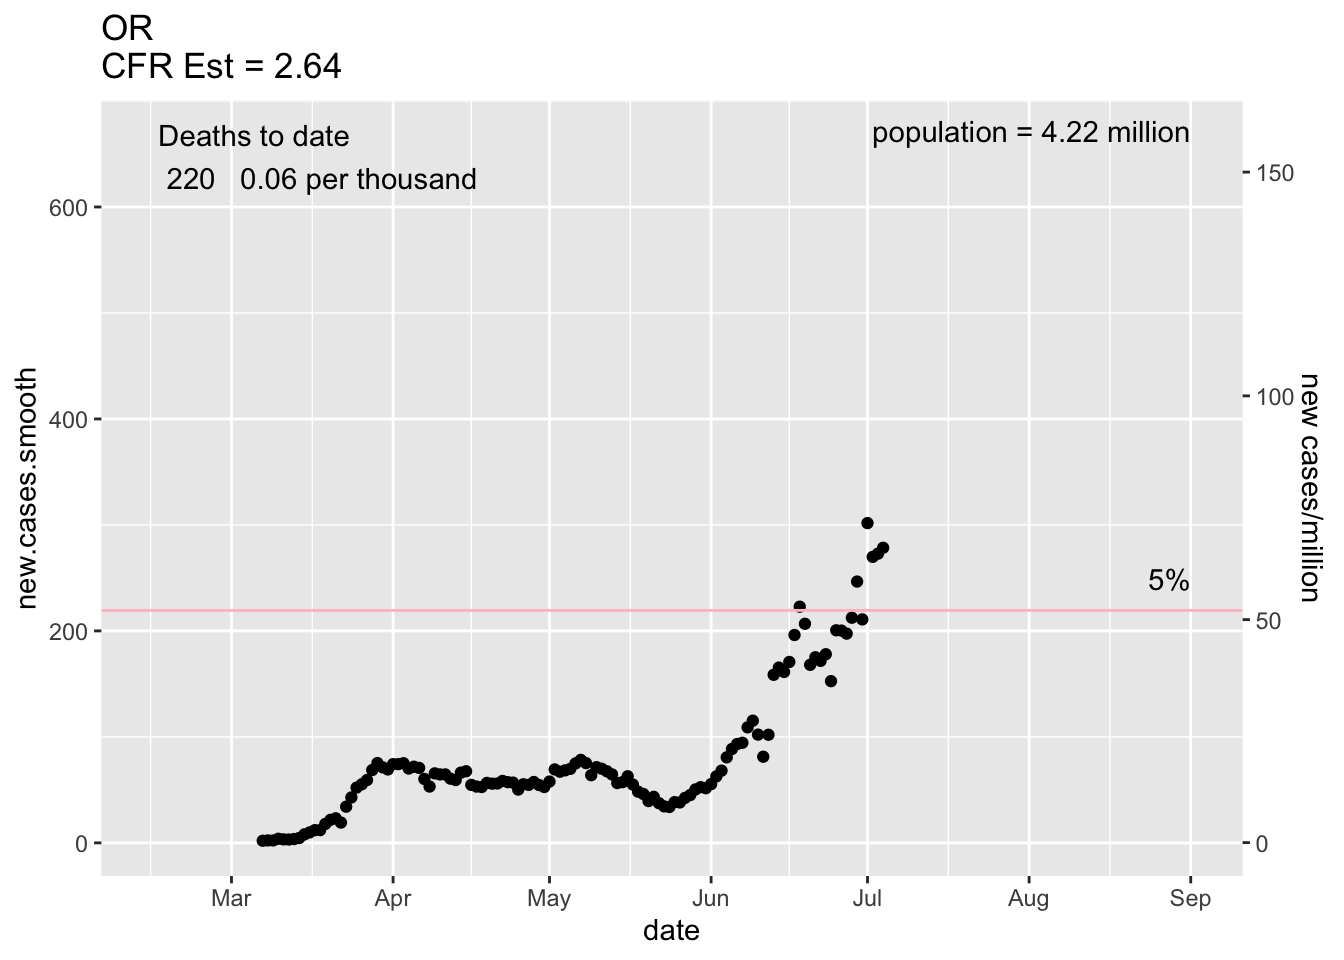 OR
CFR Est = 2.64
Deaths to date
220 0.06 per thousand
population = 4.22 million
5%
new.cases.smooth
600
400
200
0
150
100
50
0
new cases/million
Mar Apr May Jun Jul Aug Sep
date